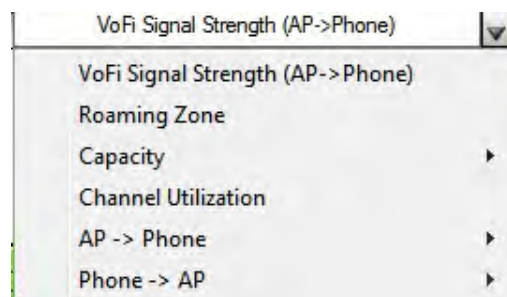 VoFi Signal Strength (AP->Phone)
VoFi Signal Strength (AP->Phone)
Roaming Zone
Capacity
Channel Utilization
AP -> Phone
Phone -> AP